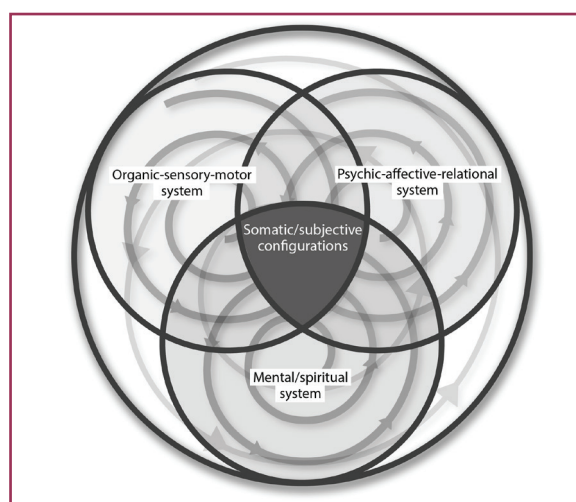 Organic-sensory-motor
system
Psychic-affective-relational
system
Somatic/subjective
configurations
Mental/spiritual
system